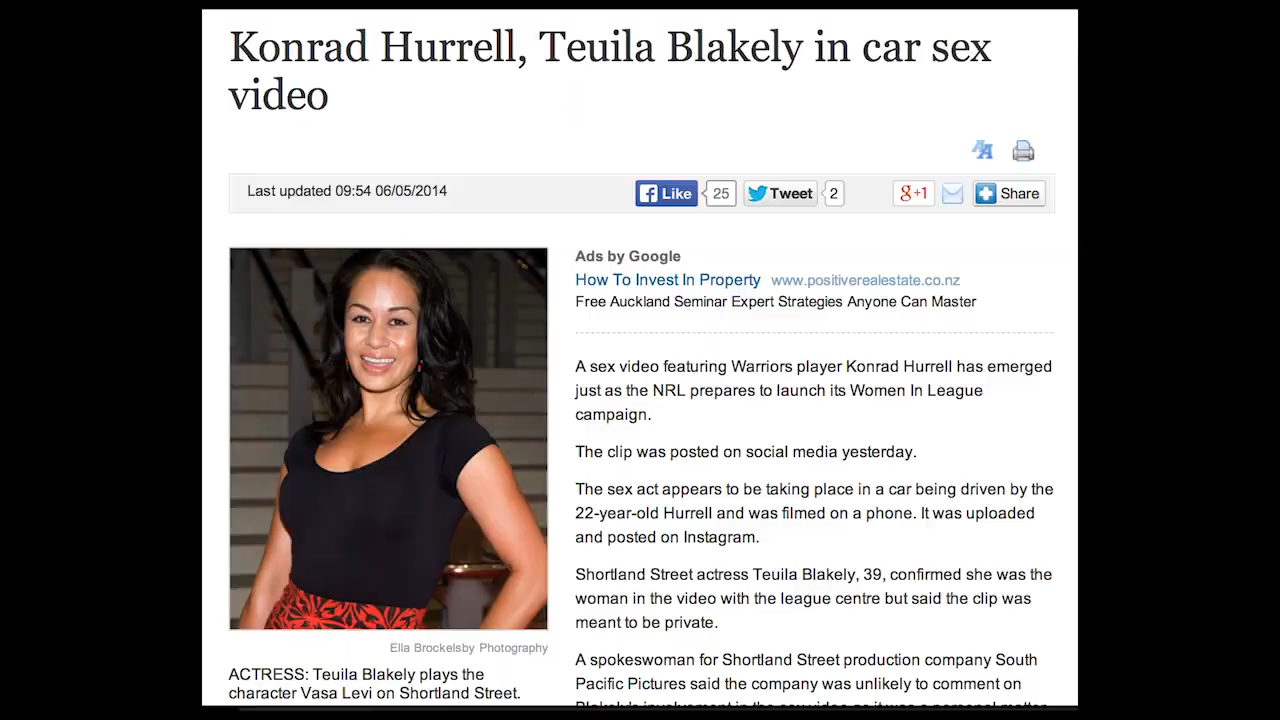 Konrad Hurrell, Teuila Blakely in car sex
video
Last updated 09:54 06/05/2014
Like
25
Tweet
2
g+1
Share
Ads by Google
How To Invest In Property www.positiverealestate.co.nz
Free Auckland Seminar Expert Strategies Anyone Can Master
A sex video featuring Warriors player Konrad Hurrell has emerged
just as the NRL prepares to launch its Women In League
campaign.
The clip was posted on social media yesterday.
The sex act appears to be taking place in a car being driven by the
22-year-old Hurrell and was filmed on a phone. It was uploaded
and posted on Instagram.
Shortland Street actress Teuila Blakely, 39, confirmed she was the
woman in the video with the league centre but said the clip was
meant to be private.
A spokeswoman for Shortland Street production company South
Pacific Pictures said the company was unlikely to comment on
Ella Brockelsby Photography
ACTRESS: Teuila Blakely plays the
character Vasa Levi on Shortland Street.